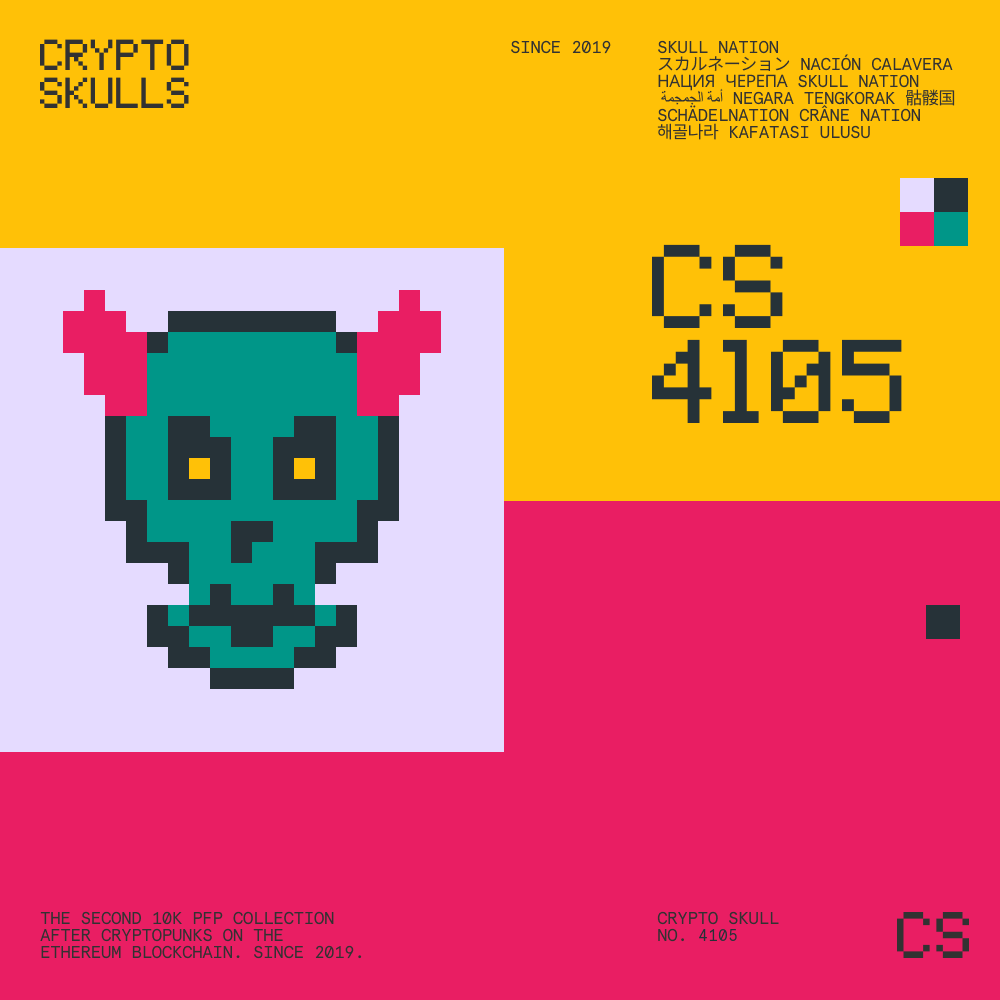 CRYPTO
SKULLS
SINCE 2019
SKULL NATION
スカルネーション NACIÓN CALAVERA
НАЦИЯ ЧЕРЕПА SKULL NATION
أمة الجمجمة NEGARA TENGKORAK 骷髅国
SCHÄDELNATION CRÂNE NATION
해골나라 KAFATASI ULUSU
CS
4105
THE SECOND 10K PFP COLLECTION
AFTER CRYPTOPUNKS ON THE
ETHEREUM BLOCKCHAIN. SINCE 2019.
CRYPTO SKULL
NO. 4105
CS